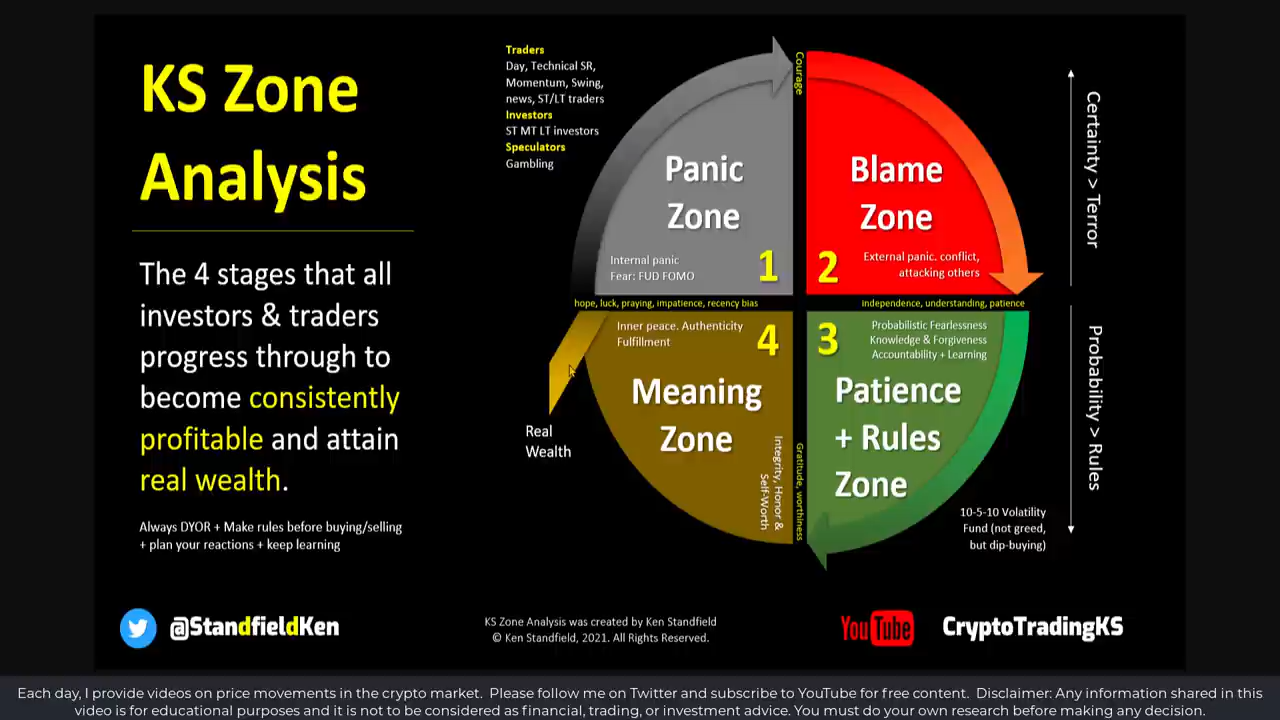 KS Zone
Analysis
The 4 stages that all
investors & traders
progress through to
become consistently
profitable and attain
real wealth.
Always DYOR + Make rules before buying/selling
+ plan your reactions + keep learning
@StandfieldKen
Traders
Day, Technical SR,
Momentum, Swing,
news, ST/LT traders
Investors
ST MT LT investors
Speculators
Gambling
Panic
Zone
Internal panic
Fear: FUD FOMO
1
Courage
Blame
Zone
2
External panic. conflict,
attacking others
Certainty > Terror
hope, luck, praying, impatience, recency bias
independence, understanding, patience
Inner peace. Authenticity
Fulfillment
4
Meaning
Zone
Integrity, Honor &
Self-Worth
Gratitude, worthiness
Real
Wealth
3
Probabilistic Fearlessness
Knowledge & Forgiveness
Accountability + Learning
Patience
+ Rules
Zone
Probability > Rules
10-5-10 Volatility
Fund (not greed,
but dip-buying)
KS Zone Analysis was created by Ken Standfield
© Ken Standfield, 2021. All Rights Reserved.
YouTube
CryptoTradingKS
Each day, I provide videos on price movements in the crypto market. Please follow me on Twitter and subscribe to YouTube for free content. Disclaimer: Any information shared in this
video is for educational purposes and it is not to be considered as financial, trading, or investment advice. You must do your own research before making any decision.